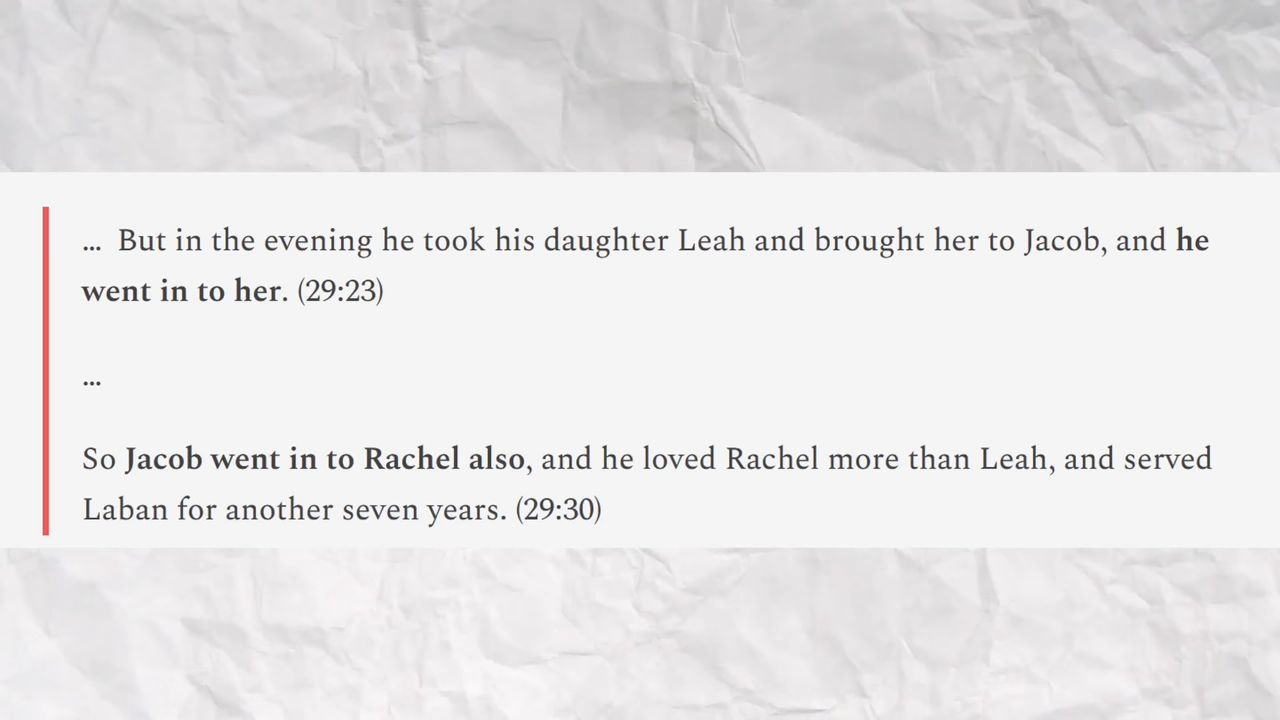 …  But in the evening he took his daughter Leah and brought her to Jacob, and he
went in to her. (29:23)
…
So Jacob went in to Rachel also, and he loved Rachel more than Leah, and served
Laban for another seven years. (29:30)